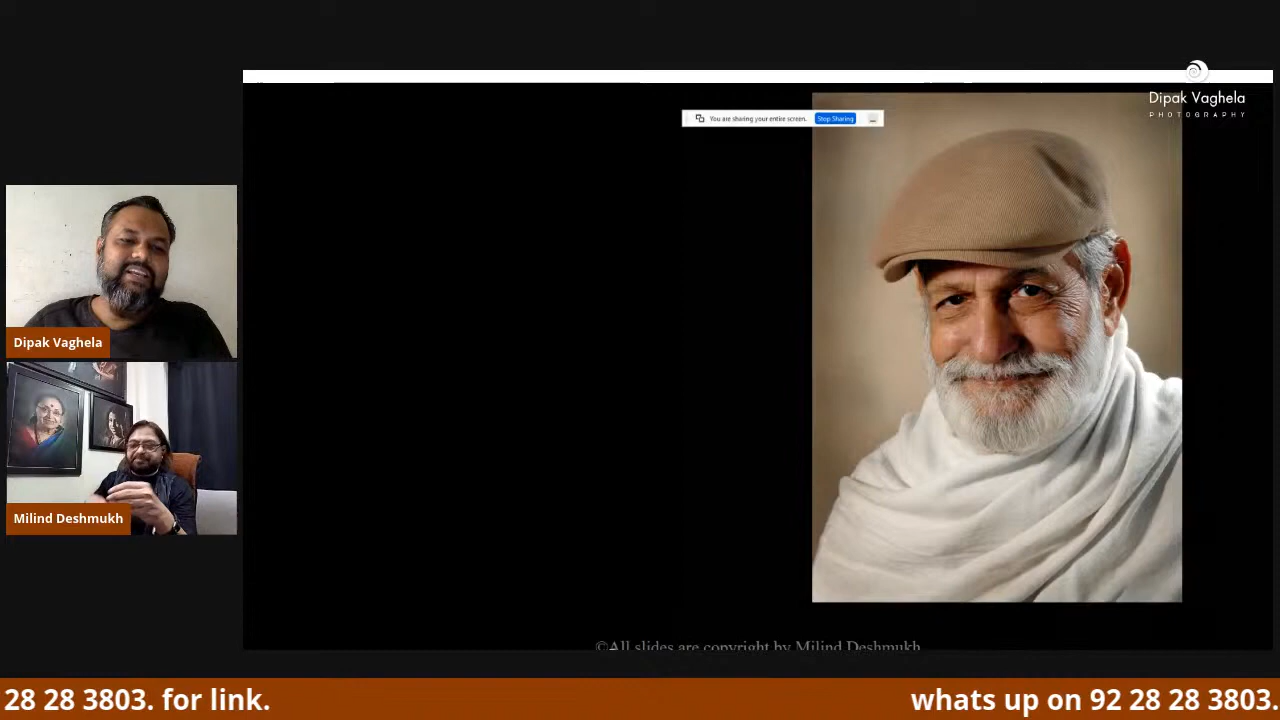 Dipak Vaghela
PHOTOGRAPHY
You are sharing your entire screen.
Stop Sharing
Dipak Vaghela
Milind Deshmukh
©All slides are copyright by Milind Deshmukh
28 28 3803. for link.
whats up on 92 28 28 3803.